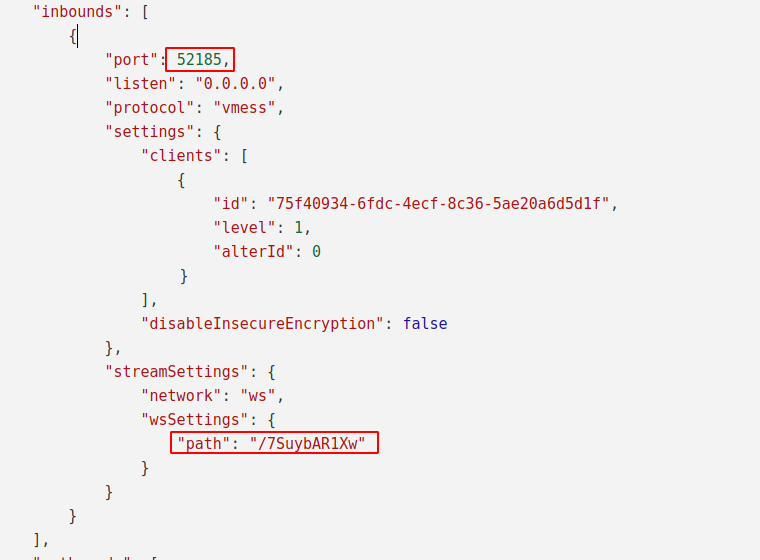 "inbounds": [
{
"port": 52185,
"listen": "0.0.0.0",
"protocol": "vmess",
"settings": {
"clients": [
{
"id": "75f40934-6fdc-4ecf-8c36-5ae20a6d5d1f",
"level": 1,
"alterId": 0
}
],
"disableInsecureEncryption": false
},
"streamSettings": {
"network": "ws",
"wsSettings": {
"path": "/7SuybAR1Xw"
}
}
}
],